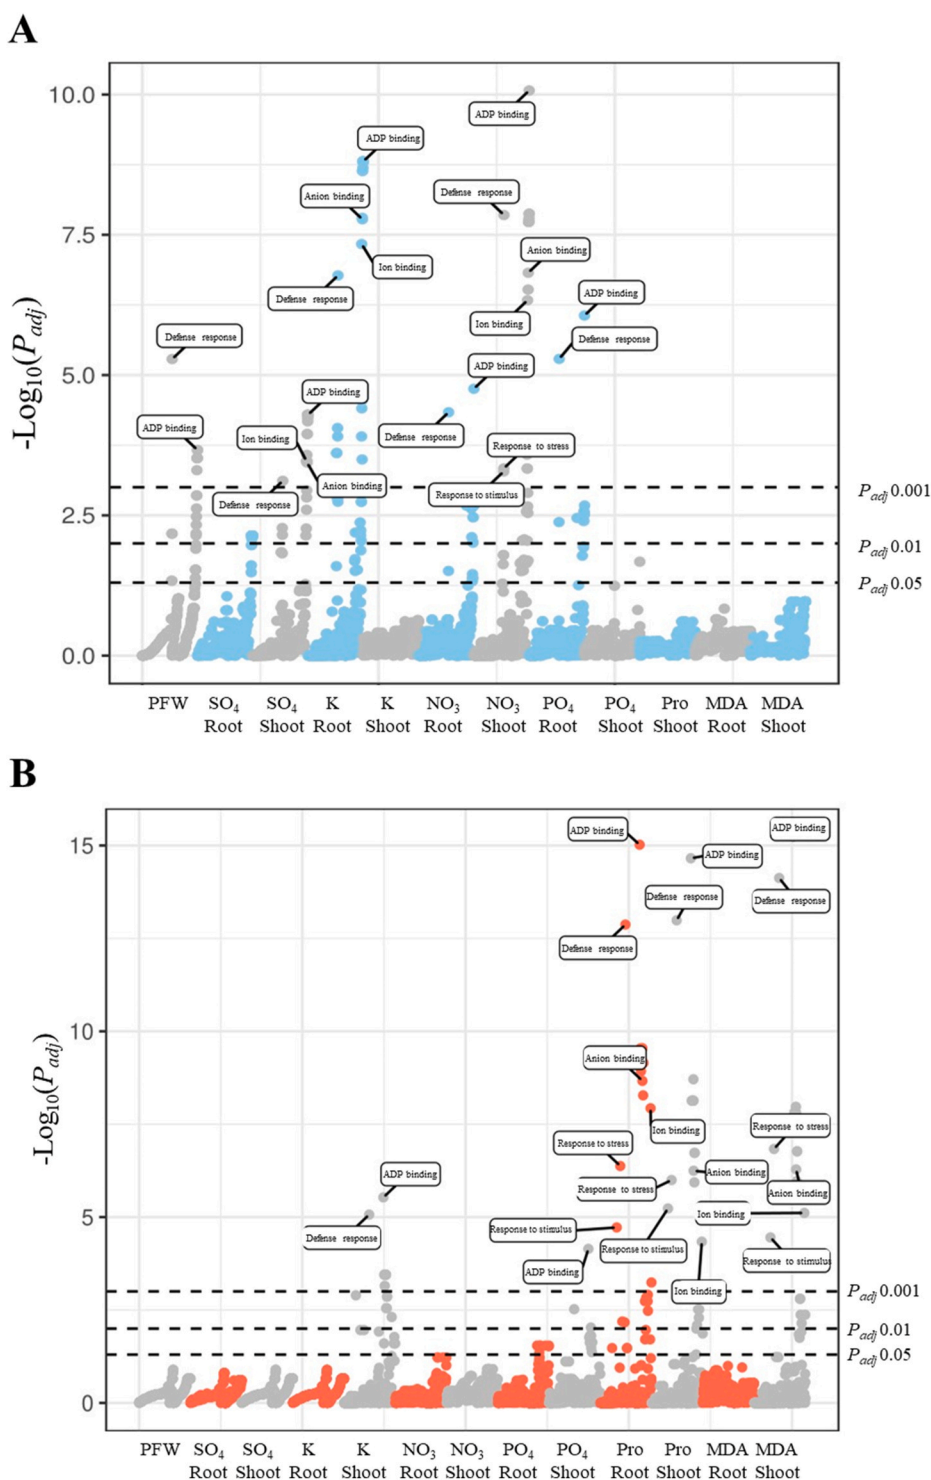 A
10.0
7.5
5.0
2.5
0.0
-Log10(Padj)
ADP binding
ADP binding
Anion binding
Defense response
Ion binding
Anion binding
Defense response
ADP binding
Ion binding
Defense response
Defense response
ADP binding
ADP binding
ADP binding
Defense response
Ion binding
Response to stress
Anion binding
Response to stimulus
Defense response
Padj 0.001
Padj 0.01
Padj 0.05
PFW SO4 SO4 K K NO3 NO3 PO4 PO4 Pro MDA MDA
Root Shoot Root Shoot Root Shoot Root Shoot Shoot Root Shoot
B
15
10
5
0
-Log10(Padj)
ADP binding
ADP binding
ADP binding
Defense response
Defense response
Defense response
Anion binding
Response to stress
Ion binding
Response to stress
ADP binding
Anion binding
Response to stress
Anion binding
Ion binding
Response to stimulus
Defense response
Response to stimulus
Response to stimulus
ADP binding
Ion binding
Padj 0.001
Padj 0.01
Padj 0.05
PFW SO4 SO4 K K NO3 NO3 PO4 PO4 Pro Pro MDA MDA
Root Shoot Root Shoot Root Shoot Root Shoot Root Shoot Root Shoot